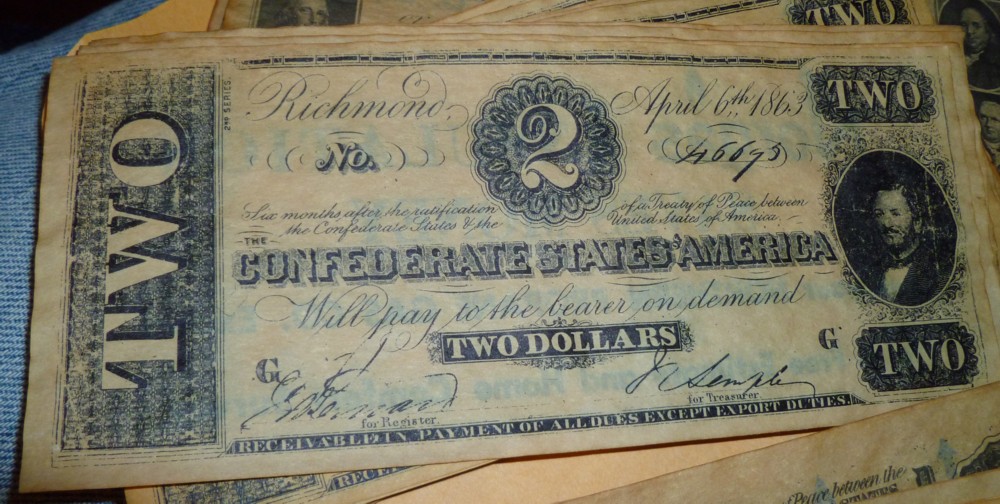 TWO
2ND SERIES
Richmond, April 6th, 1863
TWO
2
No. 46695
Six months after the ratification of a Treaty of Peace between
the Confederate States & the United States of America
THE
CONFEDERATE STATES OF AMERICA
Will pay to the bearer on demand
TWO DOLLARS
G G
TWO
for Register. for Treasurer.
RECEIVABLE IN PAYMENT OF ALL DUES EXCEPT EXPORT DUTIES.
TWO
RECEI
Peace between the